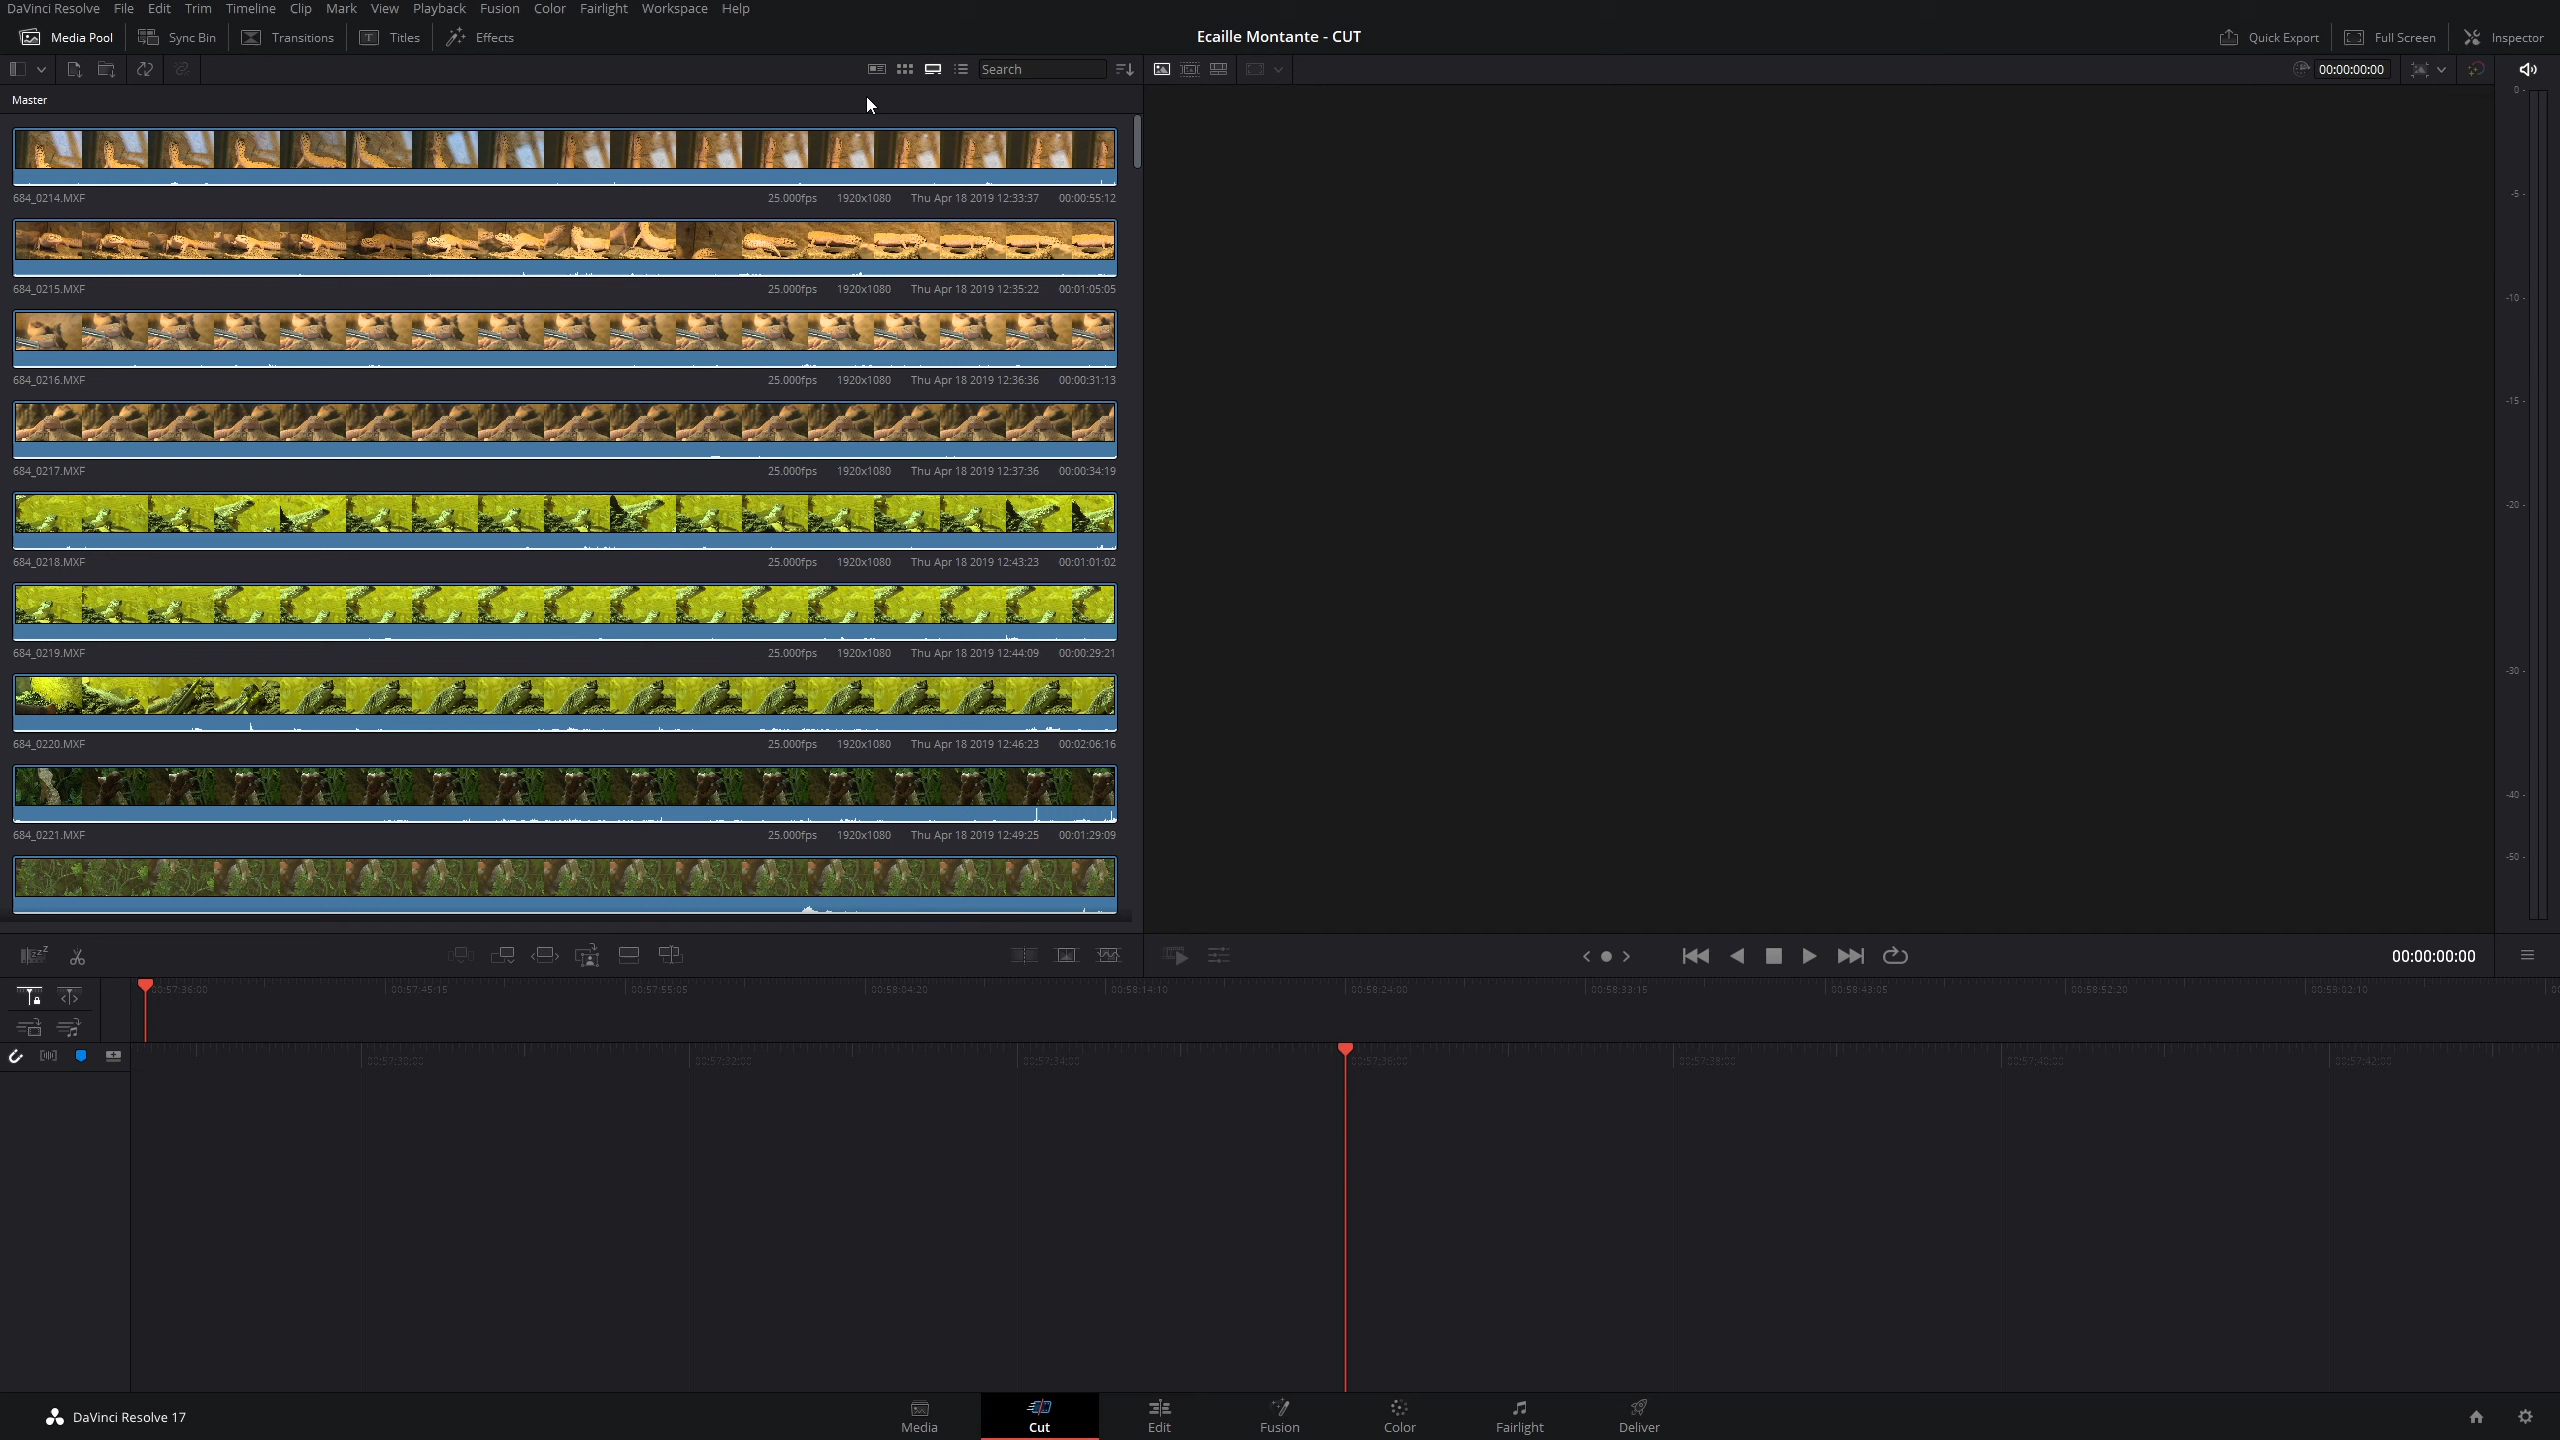 DaVinci Resolve File Edit Trim Timeline Clip Mark View Playback Fusion Color Fairlight Workspace Help
Media Pool Sync Bin Transitions Titles Effects Ecaille Montante - CUT Quick Export Full Screen Inspector
Search 00:00:00:00
Master
0 -
-5 -
-10 -
-15 -
-20 -
-30 -
-40 -
-50 -
684_0214.MXF 25.000fps 1920x1080 Thu Apr 18 2019 12:33:37 00:00:55:12
684_0215.MXF 25.000fps 1920x1080 Thu Apr 18 2019 12:35:22 00:01:05:05
684_0216.MXF 25.000fps 1920x1080 Thu Apr 18 2019 12:36:36 00:00:31:13
684_0217.MXF 25.000fps 1920x1080 Thu Apr 18 2019 12:37:36 00:00:34:19
684_0218.MXF 25.000fps 1920x1080 Thu Apr 18 2019 12:43:23 00:01:01:02
684_0219.MXF 25.000fps 1920x1080 Thu Apr 18 2019 12:44:09 00:00:29:21
684_0220.MXF 25.000fps 1920x1080 Thu Apr 18 2019 12:46:23 00:02:06:16
684_0221.MXF 25.000fps 1920x1080 Thu Apr 18 2019 12:49:25 00:01:29:09
00:00:00:00
00:57:36:00 00:57:45:15 00:57:55:05 00:58:04:20 00:58:14:10 00:58:24:00 00:58:33:15 00:58:43:05 00:58:52:20 00:59:02:10
00:57:30:00 00:57:32:00 00:57:34:00 00:57:36:00 00:57:38:00 00:57:40:00 00:57:42:00
DaVinci Resolve 17 Media Cut Edit Fusion Color Fairlight Deliver